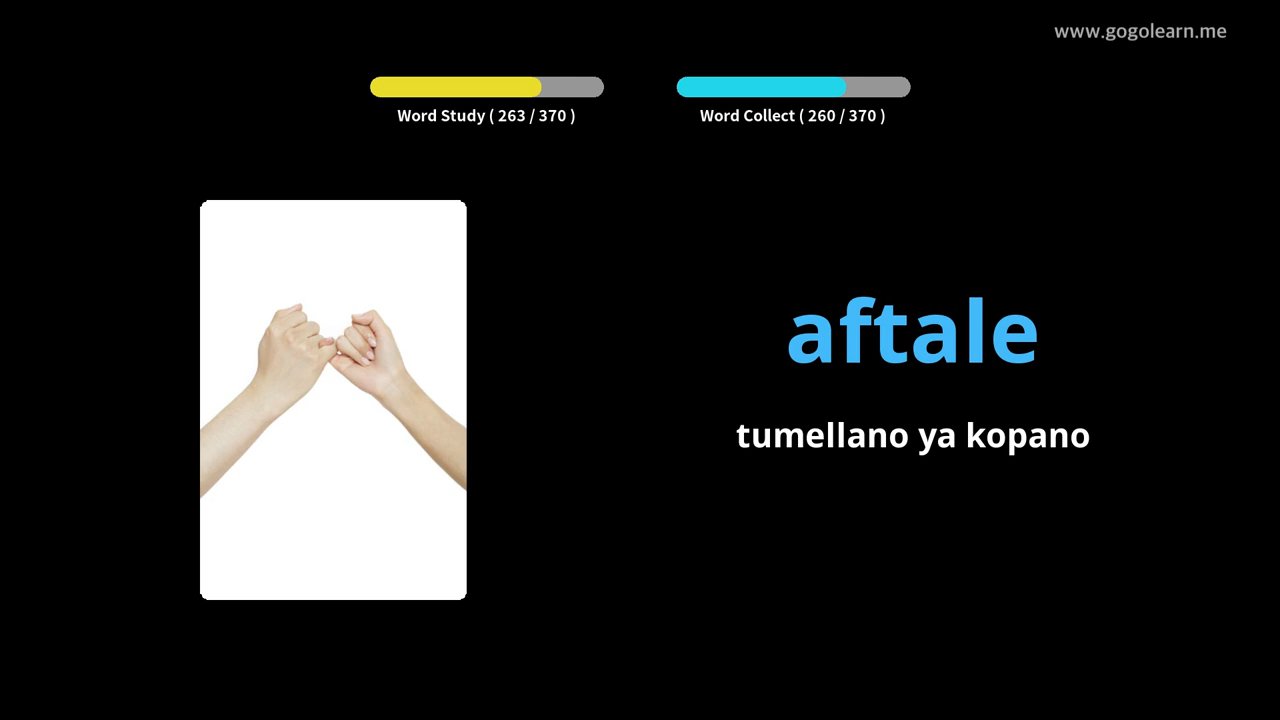 www.gogolearn.me
Word Study ( 263 / 370 )
Word Collect ( 260 / 370 )
aftale
tumellano ya kopano